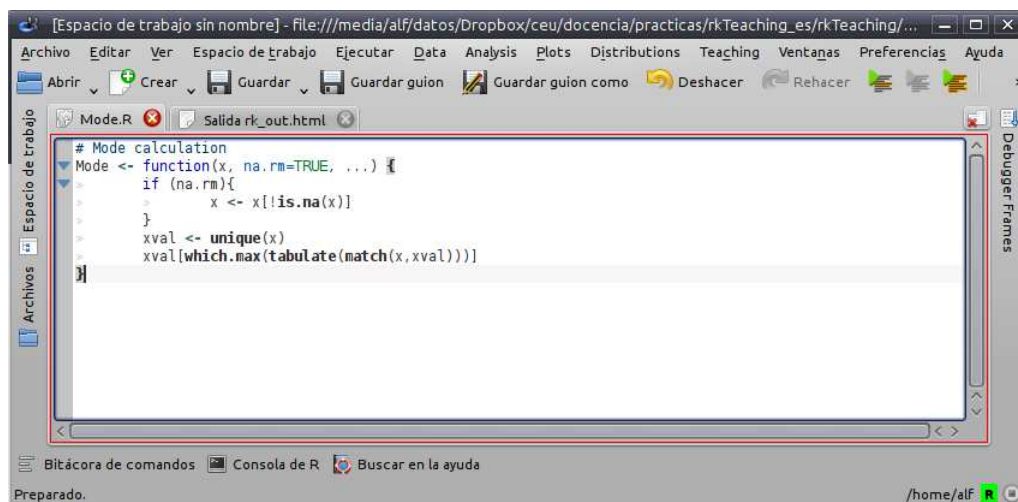 [Espacio de trabajo sin nombre] - file:///media/alf/datos/Dropbox/ceu/docencia/practicas/rkTeaching_es/rkTeaching/...
Archivo Editar Ver Espacio de trabajo Ejecutar Data Analysis Plots Distributions Teaching Ventanas Preferencias Ayuda
Abrir Crear Guardar Guardar guion Guardar guion como Deshacer Rehacer
Mode.R Salida rk_out.html
Espacio de trabajo
Archivos
# Mode calculation
Mode <- function(x, na.rm=TRUE, ...) {
if (na.rm){
x <- x[!is.na(x)]
}
xval <- unique(x)
xval[which.max(tabulate(match(x,xval)))]
}
Debugger Frames
Bitácora de comandos Consola de R Buscar en la ayuda
Preparado. /home/alf R